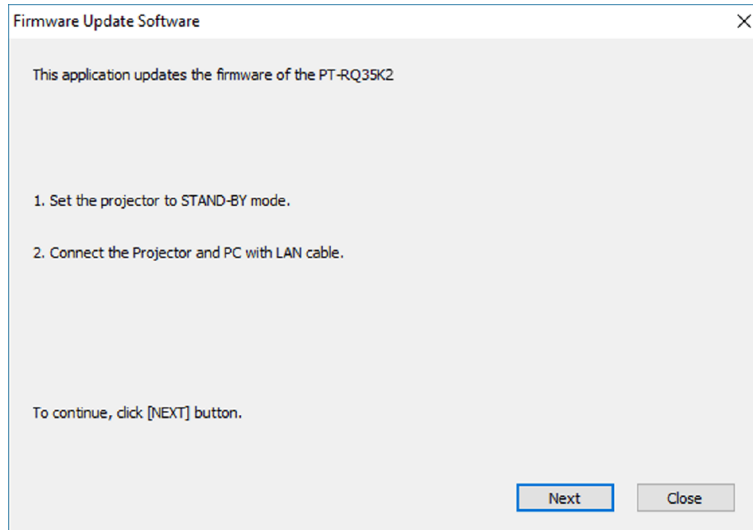 Firmware Update Software
This application updates the firmware of the PT-RQ35K2
1. Set the projector to STAND-BY mode.
2. Connect the Projector and PC with LAN cable.
To continue, click [NEXT] button.
Next
Close